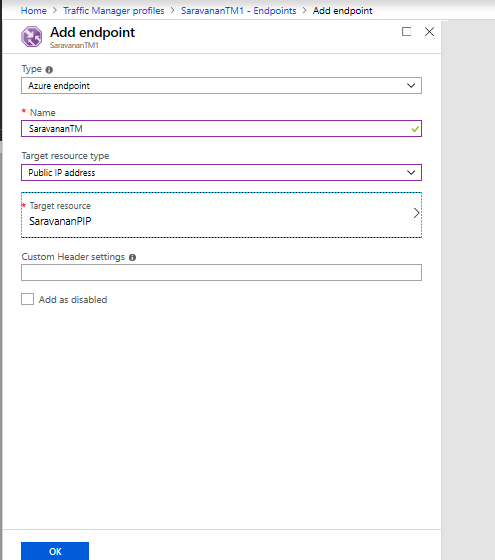 Home > Traffic Manager profiles > SaravananTM1 - Endpoints > Add endpoint
Add endpoint
SaravananTM1
Type
Azure endpoint
* Name
SaravananTM
Target resource type
Public IP address
* Target resource
SaravananPIP
Custom Header settings
Add as disabled
OK